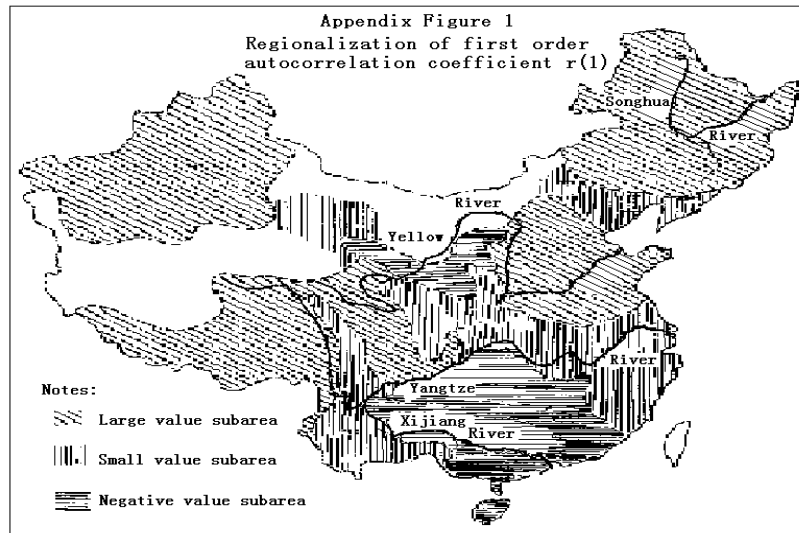 Appendix Figure 1
Regionalization of first order
autocorrelation coefficient r(1)
Songhua
River
River
Yellow
River
Notes:
Yangtze
Large value subarea
Xijiang
River
Small value subarea
Negative value subarea